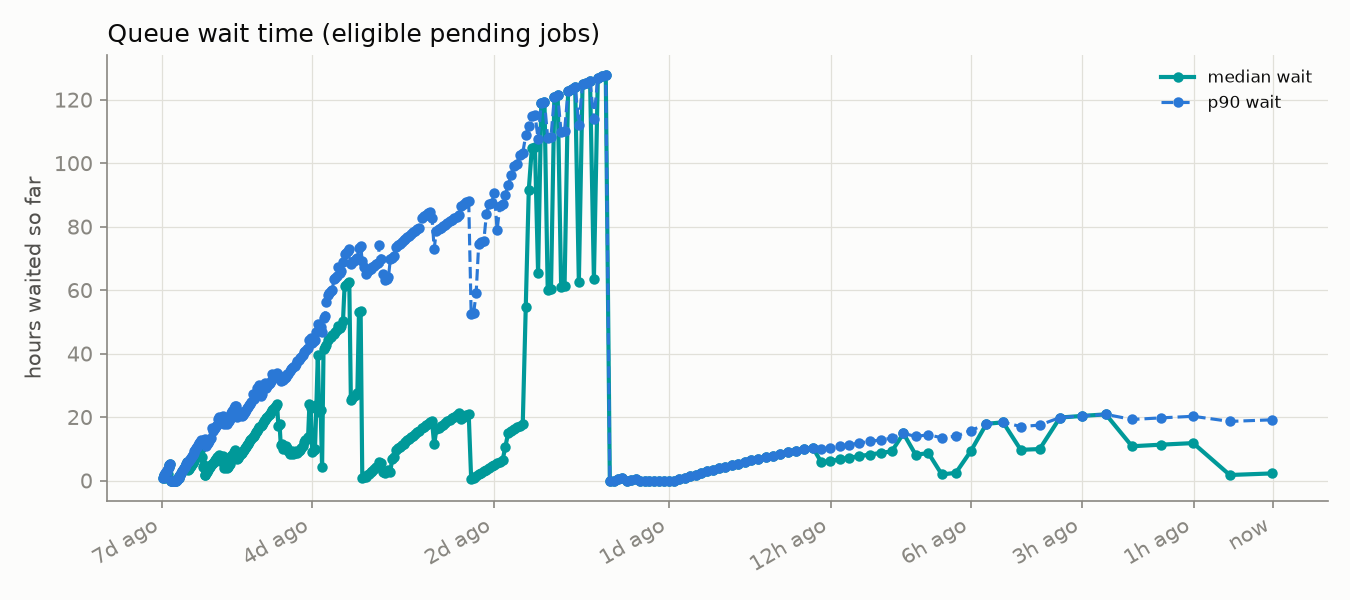 Queue wait time (eligible pending jobs)
median wait
p90 wait
hours waited so far
120
100
80
60
40
20
0
7d ago
4d ago
2d ago
1d ago
12h ago
6h ago
3h ago
1h ago
now